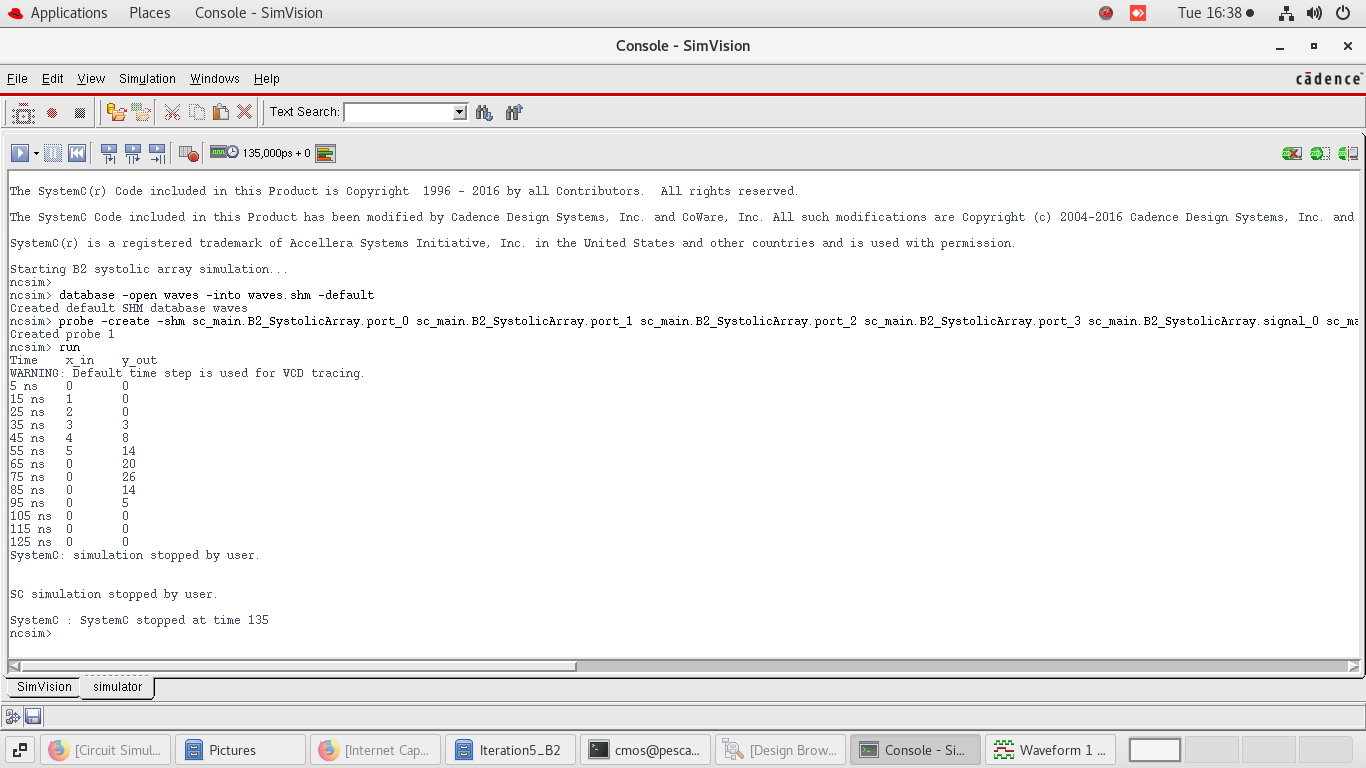 Applications Places Console - SimVision Tue 16:38
Console - SimVision
File Edit View Simulation Windows Help cādence
Text Search:
135,000ps + 0
The SystemC(r) Code included in this Product is Copyright 1996 - 2016 by all Contributors. All rights reserved.
The SystemC Code included in this Product has been modified by Cadence Design Systems, Inc. and CoWare, Inc. All such modifications are Copyright (c) 2004-2016 Cadence Design Systems, Inc. and
SystemC(r) is a registered trademark of Accellera Systems Initiative, Inc. in the United States and other countries and is used with permission.
Starting B2 systolic array simulation...
ncsim>
ncsim> database -open waves -into waves.shm -default
Created default SHM database waves
ncsim> probe -create -shm sc_main.B2_SystolicArray.port_0 sc_main.B2_SystolicArray.port_1 sc_main.B2_SystolicArray.port_2 sc_main.B2_SystolicArray.port_3 sc_main.B2_SystolicArray.signal_0 sc_ma
Created probe 1
ncsim> run
Time x_in y_out
WARNING: Default time step is used for VCD tracing.
5 ns 0 0
15 ns 1 0
25 ns 2 0
35 ns 3 3
45 ns 4 8
55 ns 5 14
65 ns 0 20
75 ns 0 26
85 ns 0 14
95 ns 0 5
105 ns 0 0
115 ns 0 0
125 ns 0 0
SystemC: simulation stopped by user.
SC simulation stopped by user.
SystemC : SystemC stopped at time 135
ncsim>
SimVision simulator
[Circuit Simul... Pictures [Internet Cap... Iteration5_B2 cmos@pesca... [Design Brow... Console - Si... Waveform 1 ...